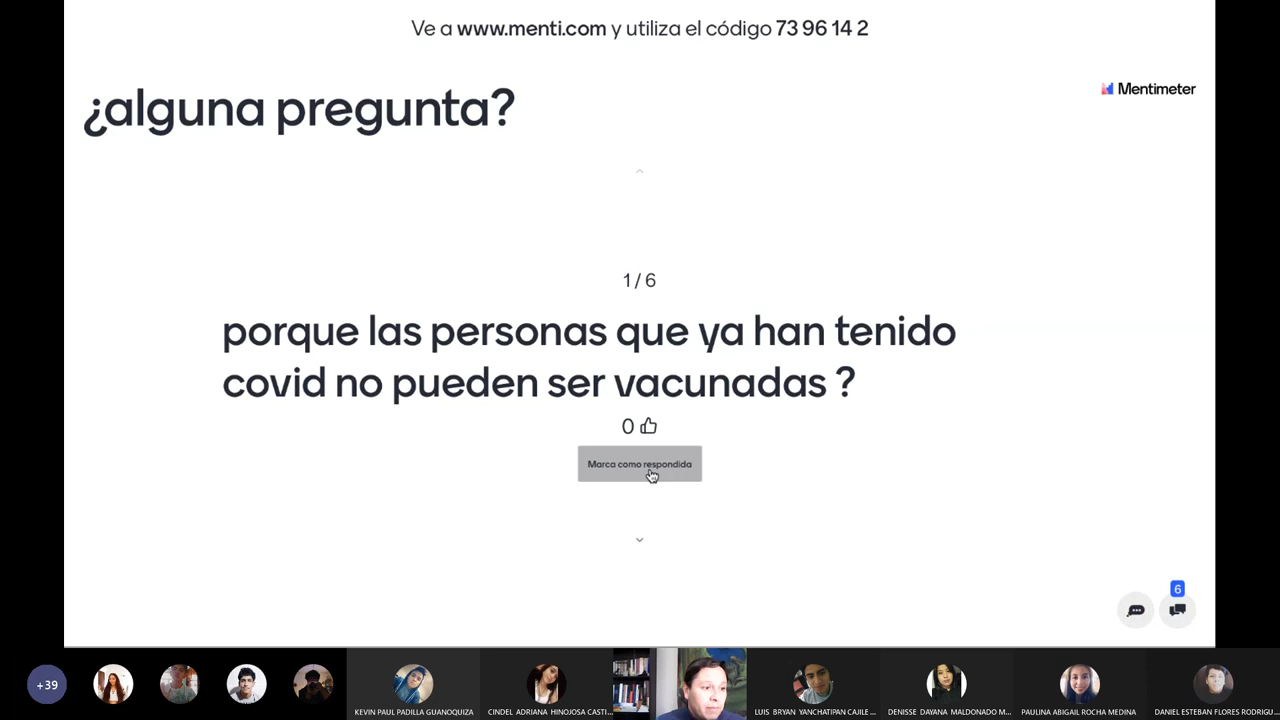 Ve a www.menti.com y utiliza el código 73 96 14 2
¿alguna pregunta?
Mentimeter
1 / 6
porque las personas que ya han tenido
covid no pueden ser vacunadas ?
0
Marca como respondida
6
+39
KEVIN PAUL PADILLA GUANOQUIZA
CINDEL ADRIANA HINOJOSA CASTI...
LUIS BRYAN YANCHATIPAN CAJILE...
DENISSE DAYANA MALDONADO M...
PAULINA ABIGAIL ROCHA MEDINA
DANIEL ESTEBAN FLORES RODRIGU